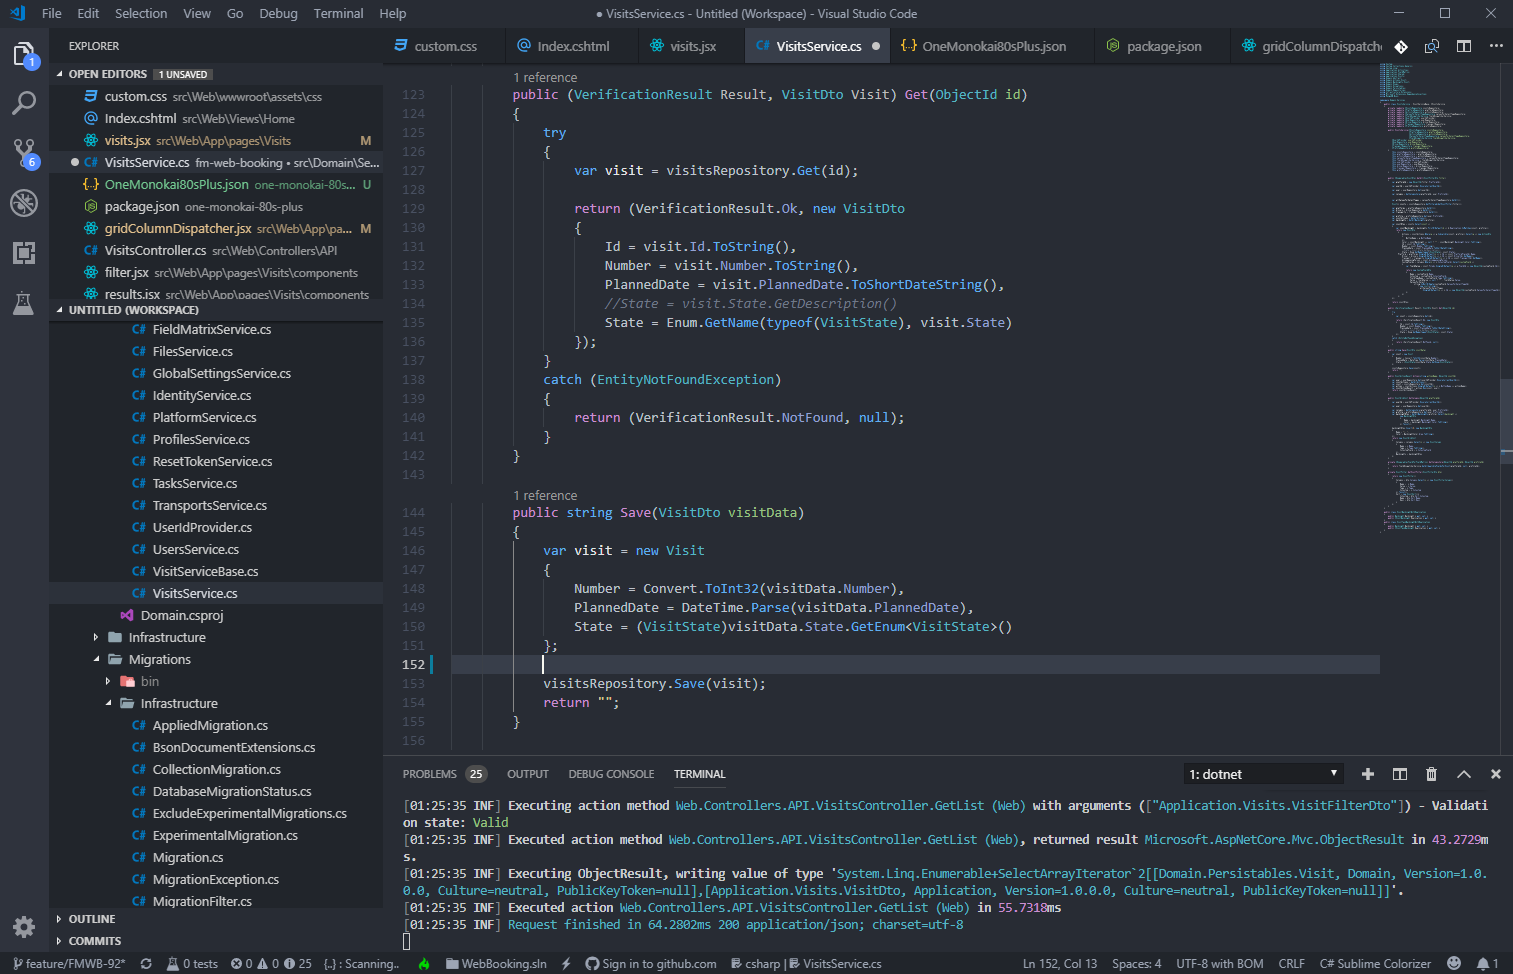 File Edit Selection View Go Debug Terminal Help
● VisitsService.cs - Untitled (Workspace) - Visual Studio Code
EXPLORER
custom.css
Index.cshtml
visits.jsx
C# VisitsService.cs ●
{..} OneMonokai80sPlus.json
package.json
gridColumnDispatche
1
6
OPEN EDITORS 1 UNSAVED
custom.css src\Web\wwwroot\assets\css
Index.cshtml src\Web\Views\Home
visits.jsx src\Web\App\pages\Visits M
● C# VisitsService.cs fm-web-booking • src\Domain\Se...
{..} OneMonokai80sPlus.json one-monokai-80s... U
package.json one-monokai-80s-plus
gridColumnDispatcher.jsx src\Web\App\pa... M
C# VisitsController.cs src\Web\Controllers\API
filter.jsx src\Web\App\pages\Visits\components
results.jsx src\Web\App\pages\Visits\components
UNTITLED (WORKSPACE)
C# FieldMatrixService.cs
C# FilesService.cs
C# GlobalSettingsService.cs
C# IdentityService.cs
C# PlatformService.cs
C# ProfilesService.cs
C# ResetTokenService.cs
C# TasksService.cs
C# TransportsService.cs
C# UserIdProvider.cs
C# UsersService.cs
C# VisitServiceBase.cs
C# VisitsService.cs
Domain.csproj
Infrastructure
Migrations
bin
Infrastructure
C# AppliedMigration.cs
C# BsonDocumentExtensions.cs
C# CollectionMigration.cs
C# DatabaseMigrationStatus.cs
C# ExcludeExperimentalMigrations.cs
C# ExperimentalMigration.cs
C# Migration.cs
C# MigrationException.cs
C# MigrationFilter.cs
OUTLINE
COMMITS
1 reference
123 public (VerificationResult Result, VisitDto Visit) Get(ObjectId id)
124 {
125 try
126 {
127 var visit = visitsRepository.Get(id);
128
129 return (VerificationResult.Ok, new VisitDto
130 {
131 Id = visit.Id.ToString(),
132 Number = visit.Number.ToString(),
133 PlannedDate = visit.PlannedDate.ToShortDateString(),
134 //State = visit.State.GetDescription()
135 State = Enum.GetName(typeof(VisitState), visit.State)
136 });
137 }
138 catch (EntityNotFoundException)
139 {
140 return (VerificationResult.NotFound, null);
141 }
142 }
143
1 reference
144 public string Save(VisitDto visitData)
145 {
146 var visit = new Visit
147 {
148 Number = Convert.ToInt32(visitData.Number),
149 PlannedDate = DateTime.Parse(visitData.PlannedDate),
150 State = (VisitState)visitData.State.GetEnum<VisitState>()
151 };
152
153 visitsRepository.Save(visit);
154 return "";
155 }
156
PROBLEMS 25 OUTPUT DEBUG CONSOLE TERMINAL 1: dotnet
[01:25:35 INF] Executing action method Web.Controllers.API.VisitsController.GetList (Web) with arguments (["Application.Visits.VisitFilterDto"]) - Validati
on state: Valid
[01:25:35 INF] Executed action method Web.Controllers.API.VisitsController.GetList (Web), returned result Microsoft.AspNetCore.Mvc.ObjectResult in 43.2729m
s.
[01:25:35 INF] Executing ObjectResult, writing value of type 'System.Linq.Enumerable+SelectArrayIterator`2[[Domain.Persistables.Visit, Domain, Version=1.0.
0.0, Culture=neutral, PublicKeyToken=null],[Application.Visits.VisitDto, Application, Version=1.0.0.0, Culture=neutral, PublicKeyToken=null]]'.
[01:25:35 INF] Executed action Web.Controllers.API.VisitsController.GetList (Web) in 55.7318ms
[01:25:35 INF] Request finished in 64.2802ms 200 application/json; charset=utf-8
feature/FMWB-92* 0 tests 0 0 25 {..} : Scanning.. WebBooking.sln Sign in to github.com csharp | VisitsService.cs Ln 152, Col 13 Spaces: 4 UTF-8 with BOM CRLF C# Sublime Colorizer 1